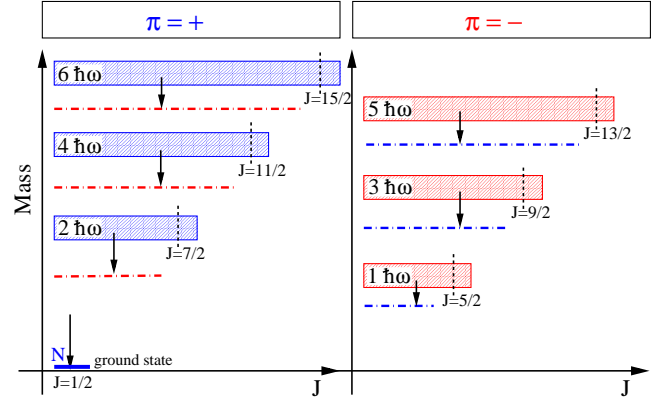 π = +
π = −
6 ħω
J=15/2
5 ħω
J=13/2
4 ħω
J=11/2
3 ħω
J=9/2
Mass
2 ħω
J=7/2
1 ħω
J=5/2
N
ground state
J=1/2
J
J